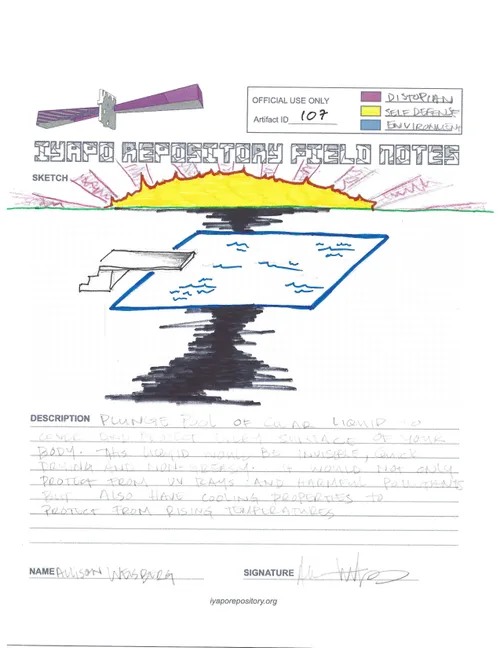 OFFICIAL USE ONLY
Artifact ID 107
DISTOPIAN
SELF DEFENSE
ENVIRONMENT
IYAPO REPOSITORY FIELD NOTES
SKETCH
DESCRIPTION PLUNGE POOL OF CLEAR LIQUID TO
COVER AND PROTECT EVERY SURFACE OF YOUR
BODY. THIS LIQUID WOULD BE INVISIBLE, QUICK
DRYING AND NON-GREASY. IT WOULD NOT ONLY
PROTECT FROM UV RAYS AND HARMFUL POLLUTANTS
BUT ALSO HAVE COOLING PROPERTIES TO
PROTECT FROM RISING TEMPERATURES
NAME ALLISON
SIGNATURE
iyaporepository.org